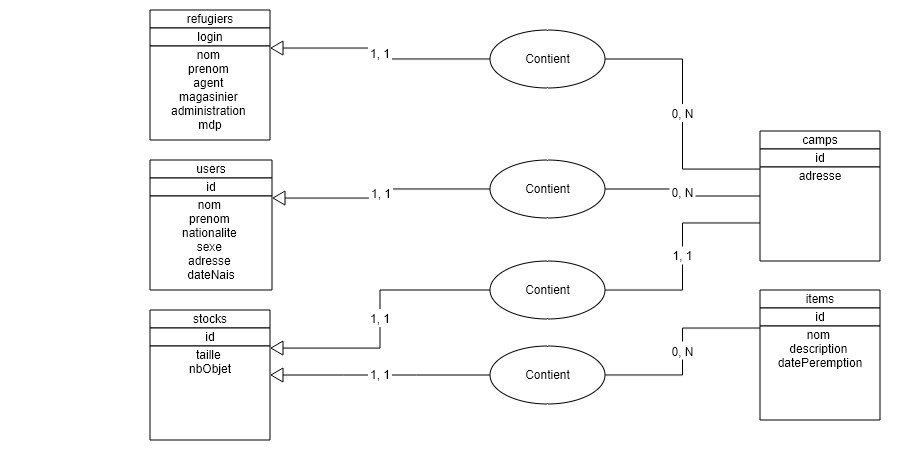 refugiers
login
nom
prenom
agent
magasinier
administration
mdp
1, 1
Contient
0, N
camps
id
adresse
users
id
nom
prenom
nationalite
sexe
adresse
dateNais
1, 1
Contient
0, N
stocks
id
taille
nbObjet
1, 1
Contient
1, 1
1, 1
Contient
0, N
items
id
nom
description
datePeremption